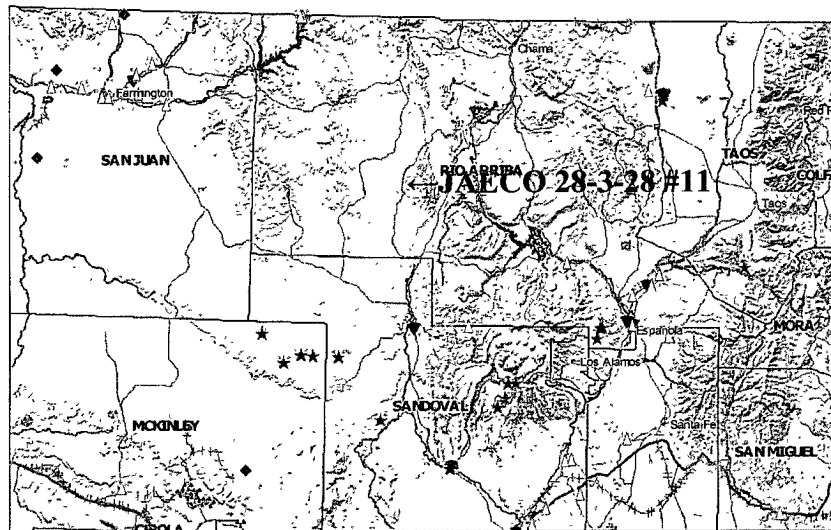 Chama
Farmington
SAN JUAN
TAOS
RIO ARRIBA
←JAECO 28-3-28 #11
Taos
Española
MORA
Los Alamos
SANDOVAL
MCKINLEY
Santa Fe
SAN MIGUEL